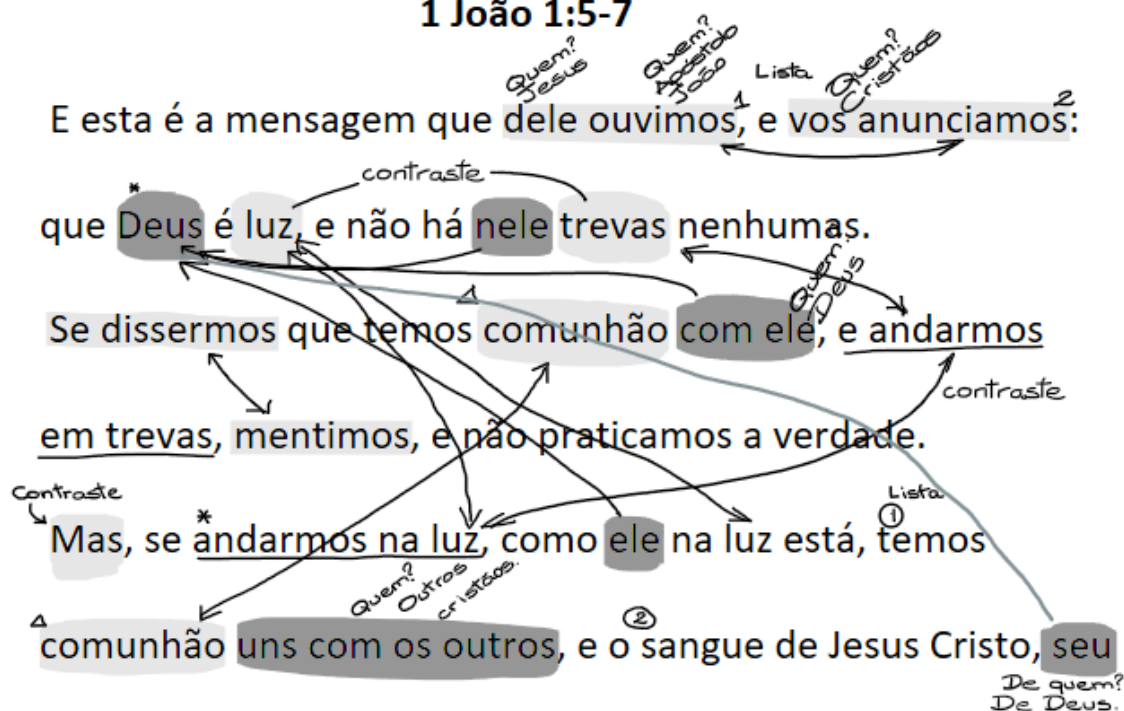 1 João 1:5-7
Quem? Jesus
Quem? Apóstolo João
Lista
Quem? Cristãos
1
2
E esta é a mensagem que dele ouvimos, e vos anunciamos:
contraste
*
que Deus é luz, e não há nele trevas nenhumas.
Quem? Deus
Δ
Se dissermos que temos comunhão com ele, e andarmos
contraste
em trevas, mentimos, e não praticamos a verdade.
Contraste
Lista
*
1
Mas, se andarmos na luz, como ele na luz está, temos
Quem? Outros cristãos.
2
Δ
comunhão uns com os outros, e o sangue de Jesus Cristo, seu
De quem?
De Deus.